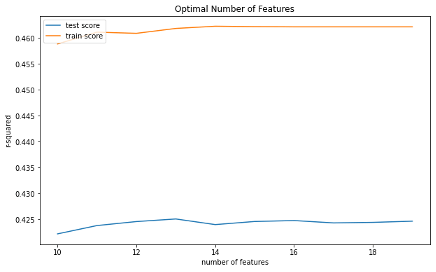 Optimal Number of Features
test score
train score
r-squared
0.460
0.455
0.450
0.445
0.440
0.435
0.430
0.425
10 12 14 16 18
number of features